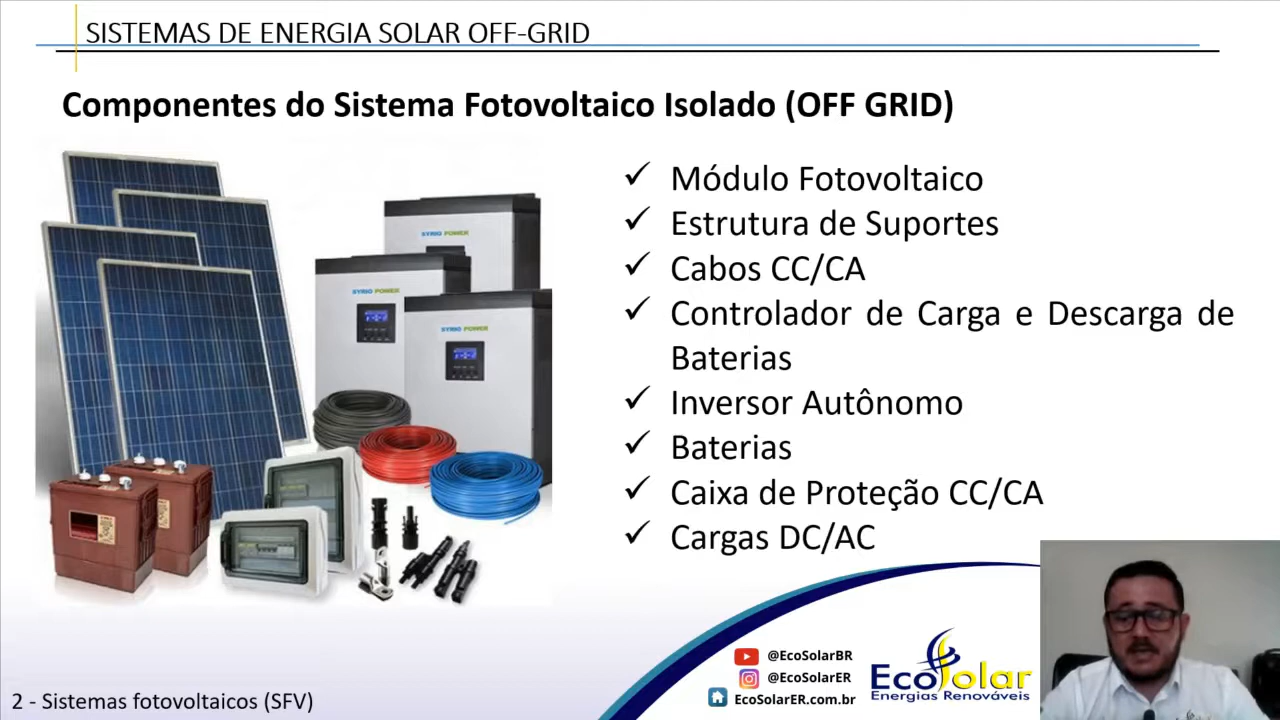 SISTEMAS DE ENERGIA SOLAR OFF-GRID
Componentes do Sistema Fotovoltaico Isolado (OFF GRID)
SYRIO POWER
SYRIO POWER
SYRIO POWER
✓ Módulo Fotovoltaico
✓ Estrutura de Suportes
✓ Cabos CC/CA
✓ Controlador de Carga e Descarga de
Baterias
✓ Inversor Autônomo
✓ Baterias
✓ Caixa de Proteção CC/CA
✓ Cargas DC/AC
@EcoSolarBR
@EcoSolarER
EcoSolarER.com.br
EcoSolar
Energias Renováveis
2 - Sistemas fotovoltaicos (SFV)